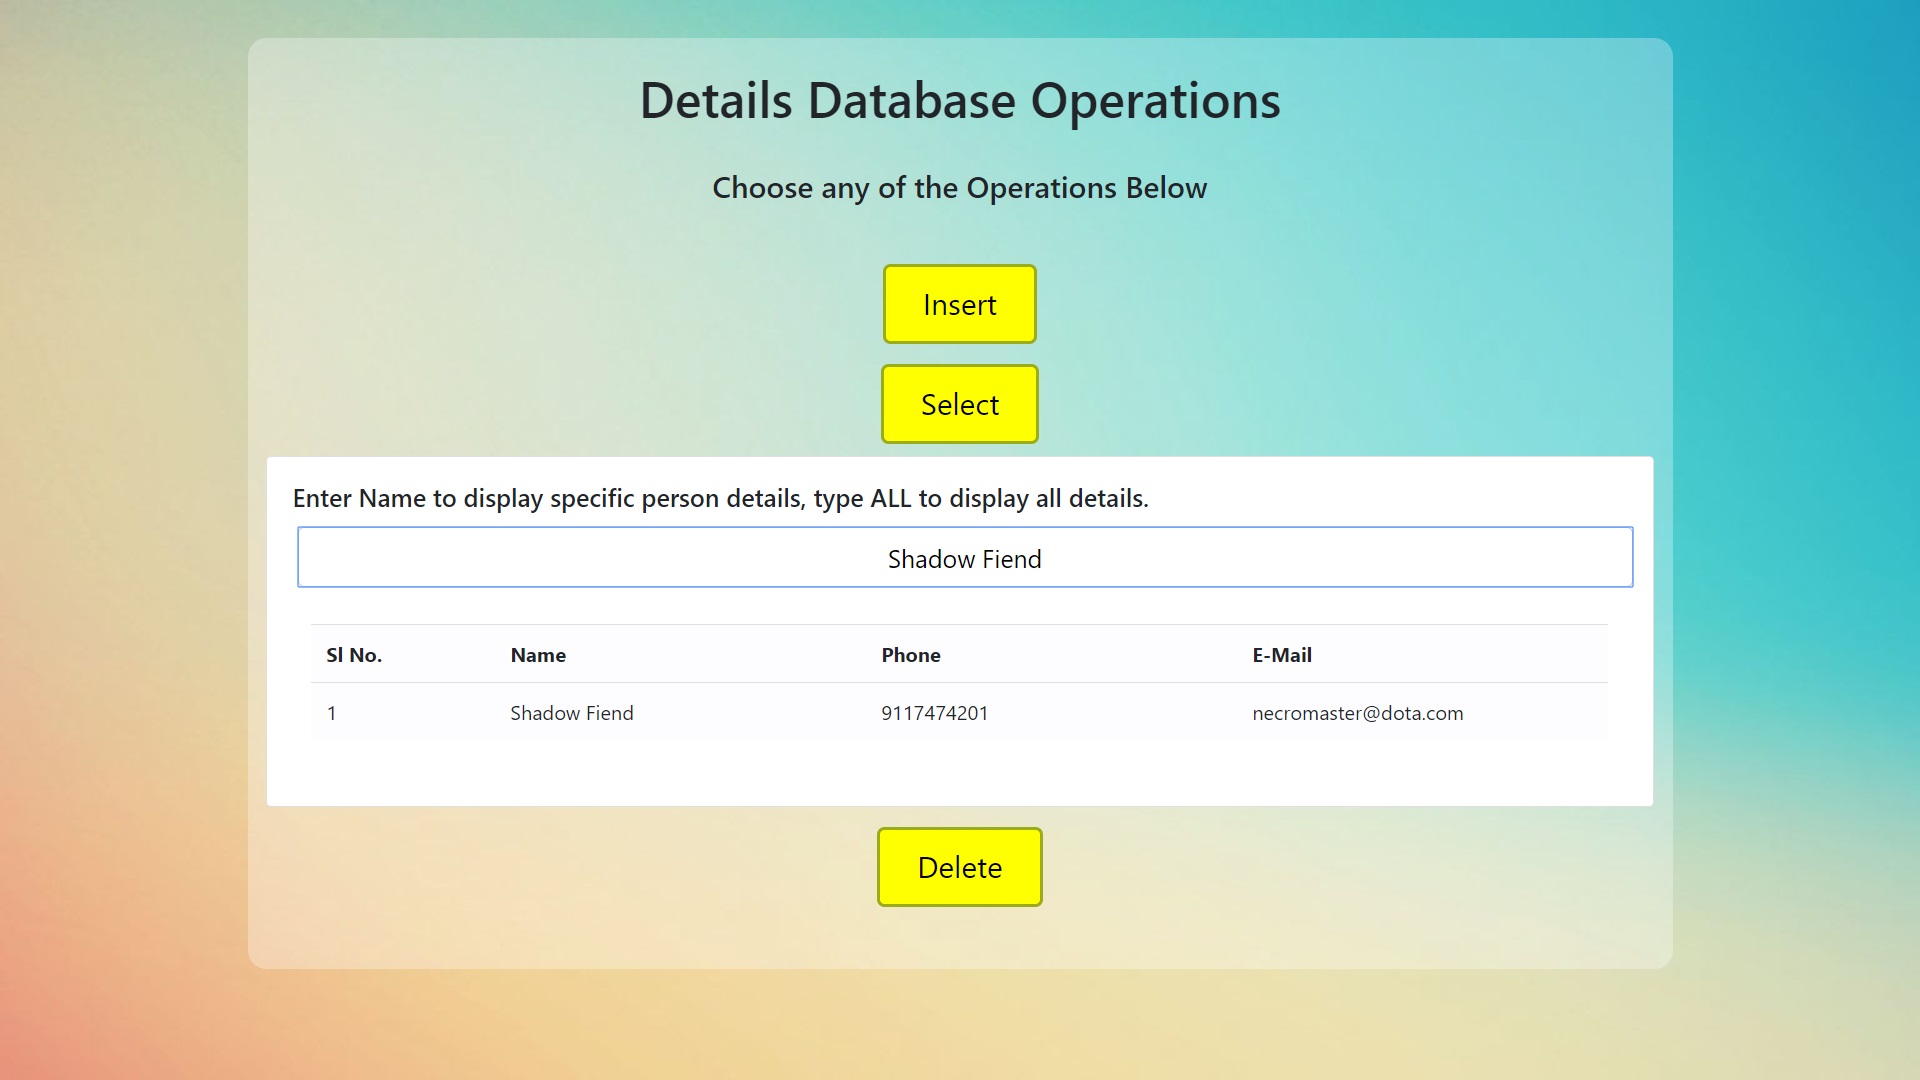 Details Database Operations
Choose any of the Operations Below
Insert
Select
Enter Name to display specific person details, type ALL to display all details.
Shadow Fiend
Sl No. Name Phone E-Mail
1 Shadow Fiend 9117474201 necromaster@dota.com
Delete